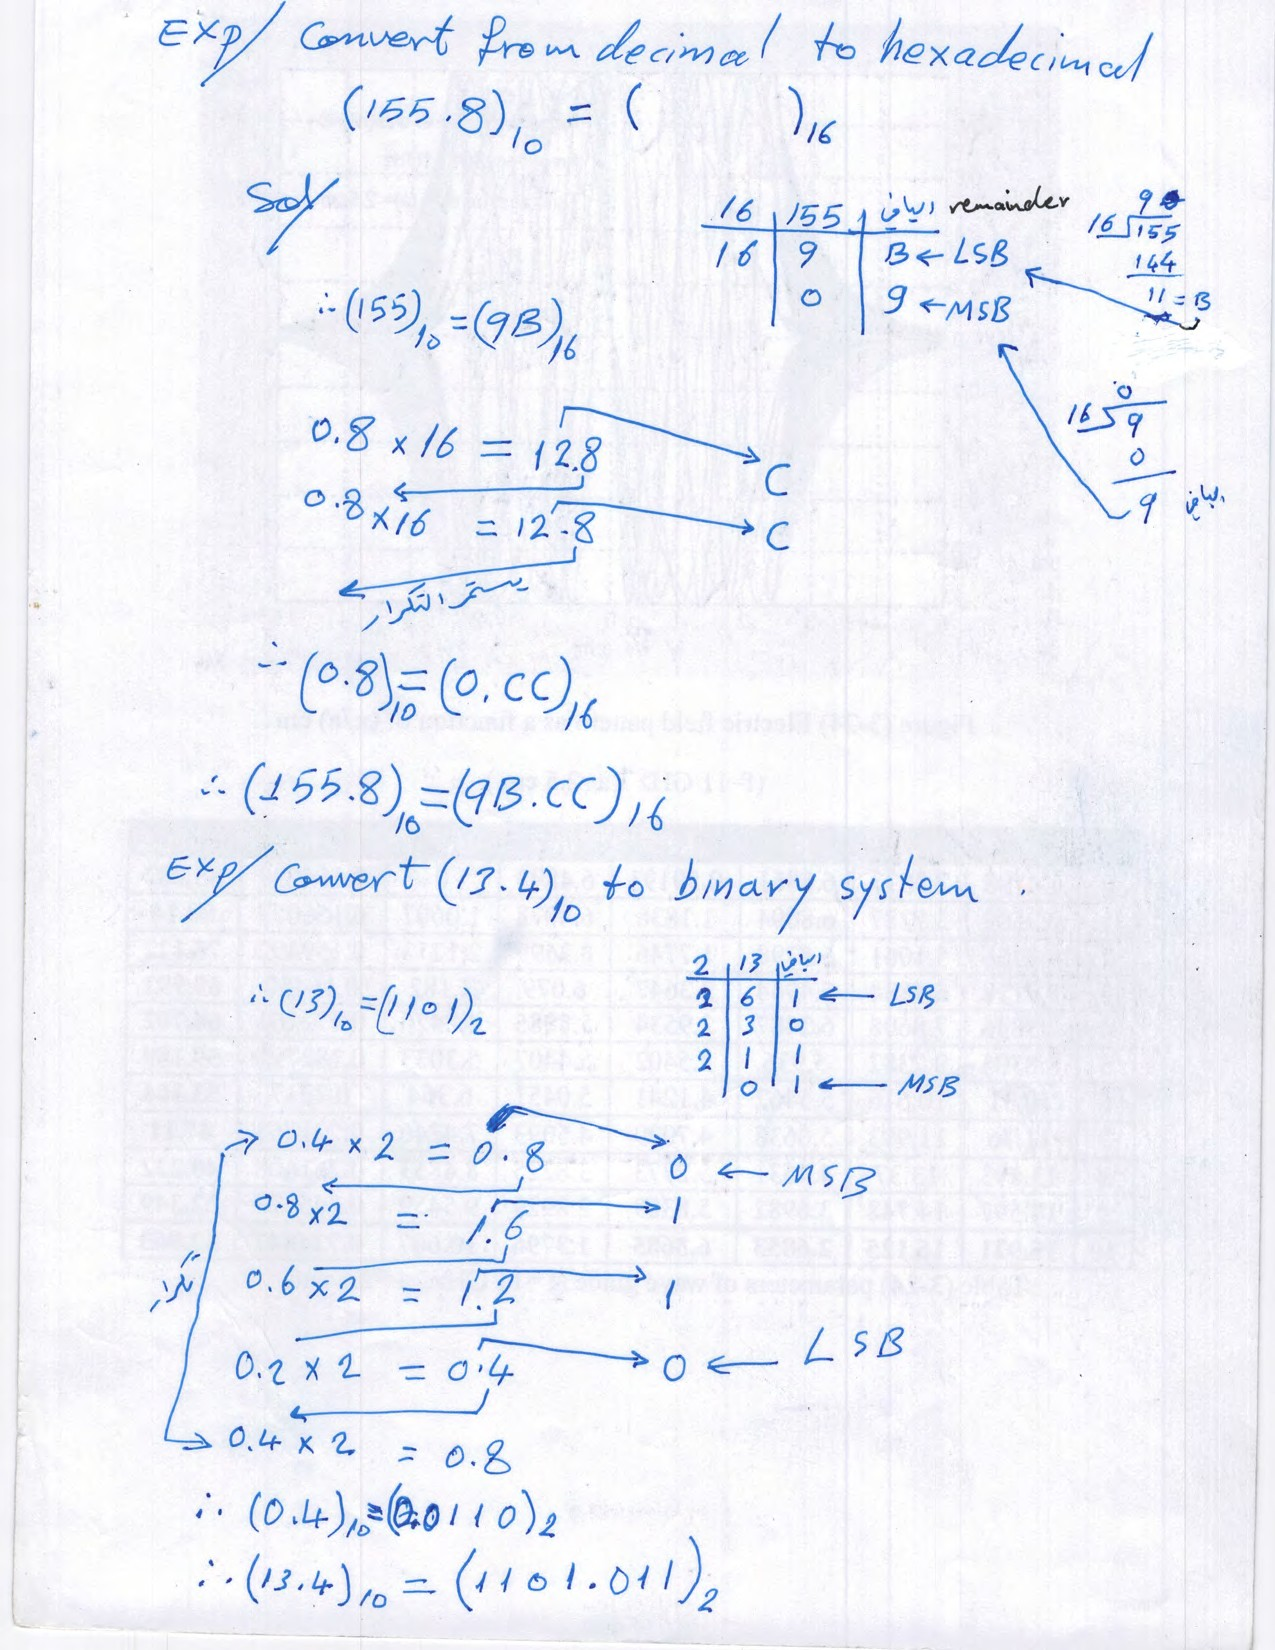 Exp/ Convert from decimal to hexadecimal
(155.8)10 = ( )16
Sol/
16 | 155 | الباقي remainder
16 | 9 | B ← LSB
0 | 9 ← MSB
9
16 √155
144
11 = B
∴ (155)10 = (9B)16
0
16 √9
0
9 الباقي
0.8 × 16 = 12.8 → C
0.8 × 16 = 12.8 → C
يستمر التكرار
∴ (0.8)10 = (0.CC)16
∴ (155.8)10 = (9B.CC)16
Exp/ Convert (13.4)10 to binary system.
2 | 13 | الباقي
2 | 6 | 1 ← LSB
2 | 3 | 0
2 | 1 | 1
0 | 1 ← MSB
∴ (13)10 = (1101)2
0.4 × 2 = 0.8 → 0 ← MSB
0.8 × 2 = 1.6 → 1
0.6 × 2 = 1.2 → 1
0.2 × 2 = 0.4 → 0 ← LSB
0.4 × 2 = 0.8
∴ (0.4)10 = (0.0110)2
∴ (13.4)10 = (1101.011)2